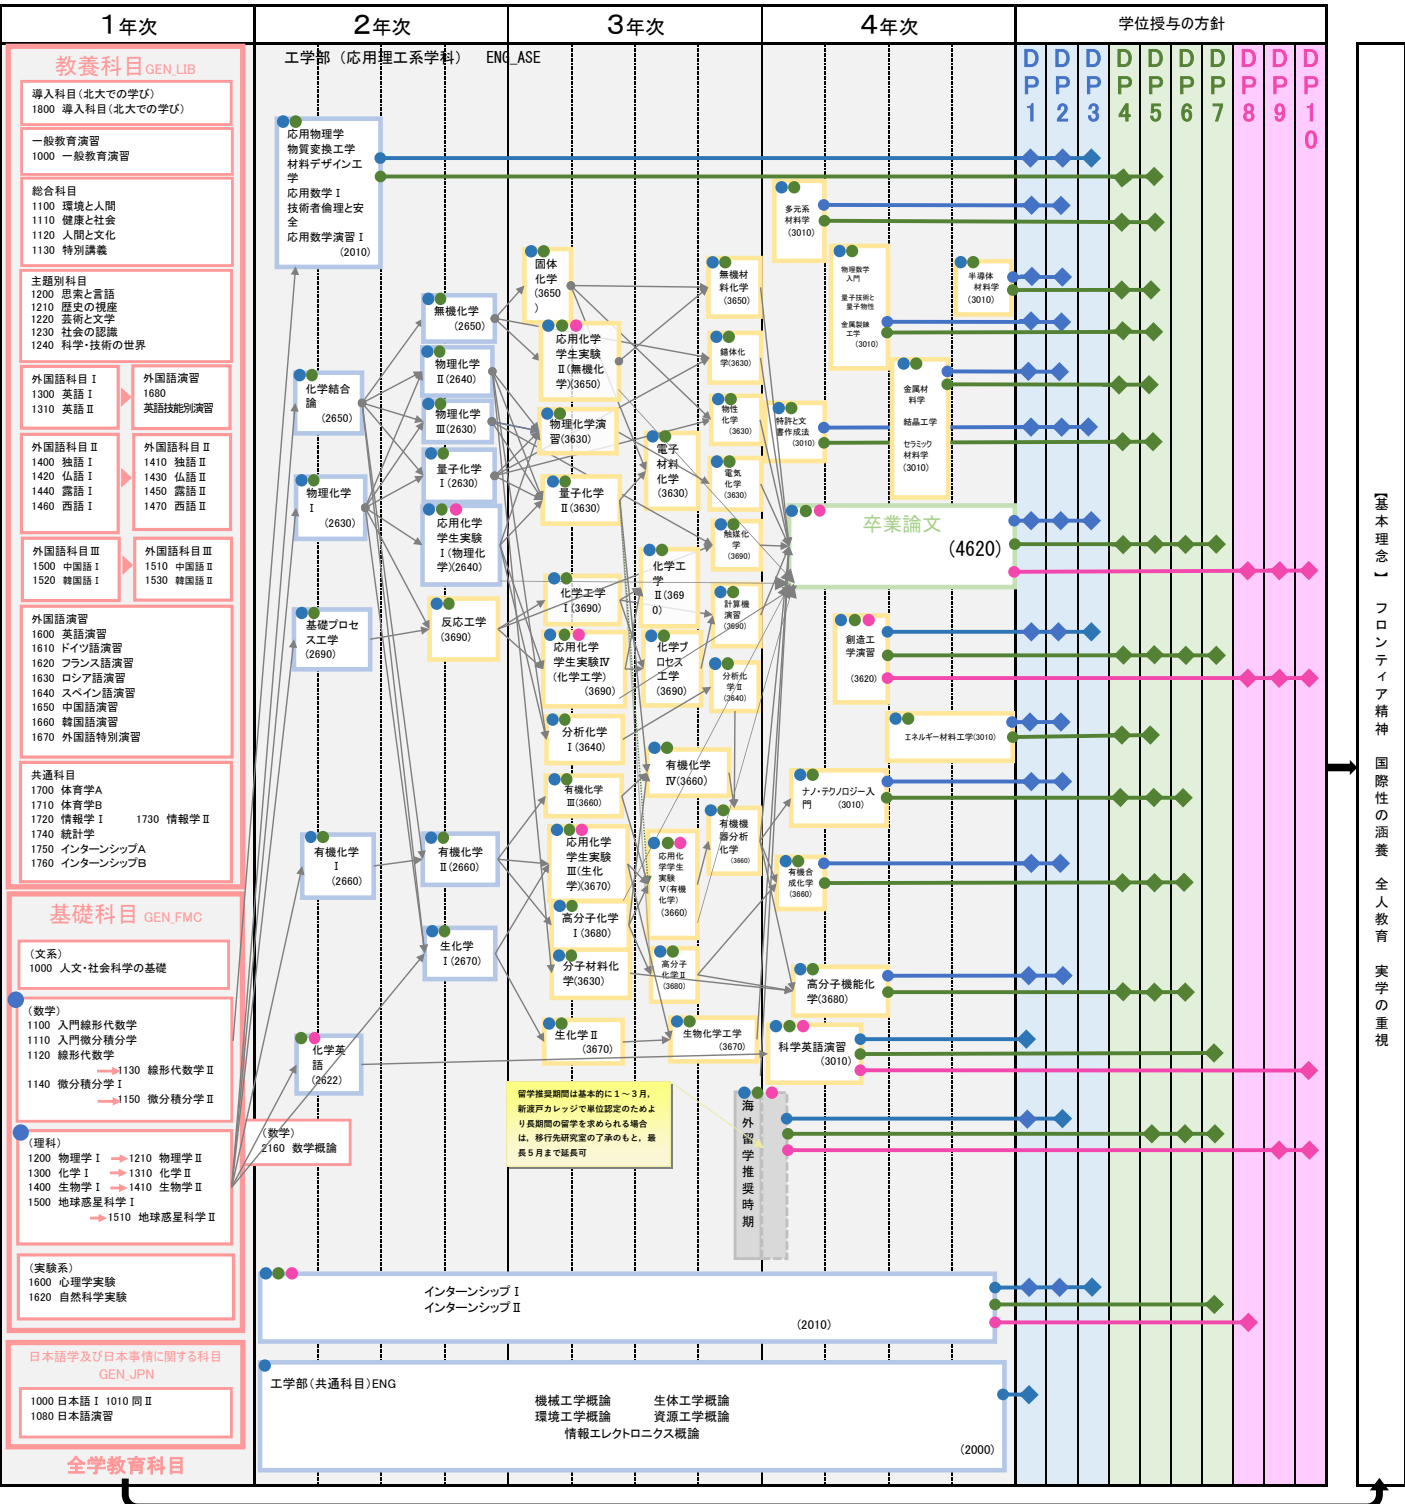 1年次
2年次
3年次
4年次
学位授与の方針
教養科目GEN_LIB
導入科目(北大での学び)
1800 導入科目(北大での学び)
一般教育演習
1000 一般教育演習
総合科目
1100 環境と人間
1110 健康と社会
1120 人間と文化
1130 特別講義
主題別科目
1200 思索と言語
1210 歴史の視座
1220 芸術と文学
1230 社会の認識
1240 科学・技術の世界
外国語科目Ⅰ
1300 英語Ⅰ
1310 英語Ⅱ
外国語演習
1680
英語技能別演習
外国語科目Ⅱ
1400 独語Ⅰ
1420 仏語Ⅰ
1440 露語Ⅰ
1460 西語Ⅰ
外国語科目Ⅱ
1410 独語Ⅱ
1430 仏語Ⅱ
1450 露語Ⅱ
1470 西語Ⅱ
外国語科目Ⅲ
1500 中国語Ⅰ
1520 韓国語Ⅰ
外国語科目Ⅲ
1510 中国語Ⅱ
1530 韓国語Ⅱ
外国語演習
1600 英語演習
1610 ドイツ語演習
1620 フランス語演習
1630 ロシア語演習
1640 スペイン語演習
1650 中国語演習
1660 韓国語演習
1670 外国語特別演習
共通科目
1700 体育学A
1710 体育学B
1720 情報学Ⅰ 1730 情報学Ⅱ
1740 統計学
1750 インターンシップA
1760 インターンシップB
基礎科目 GEN_FMC
(文系)
1000 人文・社会科学の基礎
(数学)
1100 入門線形代数学
1110 入門微分積分学
1120 線形代数学
1130 線形代数学Ⅱ
1140 微分積分学Ⅰ
1150 微分積分学Ⅱ
(理科)
1200 物理学Ⅰ 1210 物理学Ⅱ
1300 化学Ⅰ 1310 化学Ⅱ
1400 生物学Ⅰ 1410 生物学Ⅱ
1500 地球惑星科学Ⅰ
1510 地球惑星科学Ⅱ
(実験系)
1600 心理学実験
1620 自然科学実験
日本語学及び日本事情に関する科目
GEN_JPN
1000 日本語Ⅰ 1010 同Ⅱ
1080 日本語演習
全学教育科目
工学部(応用理工系学科) ENG_ASE
応用物理学
物質変換工学
材料デザインエ
学
応用数学Ⅰ
技術者倫理と安
全
応用数学演習Ⅰ
(2010)
化学結合
論
(2650)
物理化学
Ⅰ
(2630)
基礎プロセ
ス工学
(2690)
有機化学
Ⅰ
(2660)
化学英
語
(2622)
(数学)
2160 数学概論
無機化学
(2650)
物理化学
Ⅱ(2640)
物理化学
Ⅲ(2630)
量子化学
Ⅰ(2630)
応用化学
学生実験
Ⅰ(物理化
学)(2640)
反応工学
(3690)
有機化学
Ⅱ(2660)
生化学
Ⅰ(2670)
固体
化学
(3650
)
応用化学
学生実験
Ⅱ(無機化
学)(3650)
物理化学演
習(3630)
量子化学
Ⅱ(3630)
化学工学
Ⅰ(3690)
応用化学
学生実験Ⅳ
(化学工学)
(3690)
分析化学
Ⅰ(3640)
有機化学
Ⅲ(3660)
応用化学
学生実験
Ⅲ(生化
学)(3670)
高分子化学
Ⅰ(3680)
分子材料化
学(3630)
生化学Ⅱ
(3670)
電子
材料
化学
(3630)
化学工
学
Ⅱ(369
0)
化学プ
ロセス
工学
(3690)
有機化学
Ⅳ(3660)
応用化
学学生
実験
Ⅴ(有機
化学)
(3660)
高分子
化学Ⅱ
(3680)
生物化学工学
(3670)
無機材
料化学
(3650)
錯体化
学(3630)
物性
化学
(3630)
電気
化学
(3630)
触媒化
学
(3690)
計算機
演習
(3690)
分析化
学Ⅱ
(3640)
有機機
器分析
化学
(3660)
多元系
材料学
(3010)
物理数学
入門
量子技術と
量子物性
金属製錬
工学
(3010)
半導体
材料学
(3010)
金属材
料学
結晶工学
セラミック
材料学
(3010)
特許と文
書作成法
(3010)
卒業論文
(4620)
創造工
学演習
(3620)
エネルギー材料工学(3010)
ナノ・テクノロジー入
門 (3010)
有機合
成化学
(3660)
高分子機能化
学(3680)
科学英語演習
(3010)
留学推奨期間は基本的に1~3月,
新渡戸カレッジで単位認定のためよ
り長期間の留学を求められる場合
は,移行先研究室の了承のもと,最
長5月まで延長可
海外留学推奨時期
インターンシップⅠ
インターンシップⅡ
(2010)
工学部(共通科目)ENG
機械工学概論 生体工学概論
環境工学概論 資源工学概論
情報エレクトロニクス概論
(2000)
DP1
DP2
DP3
DP4
DP5
DP6
DP7
DP8
DP9
DP10
【基本理念】 フロンティア精神 国際性の涵養 全人教育 実学の重視